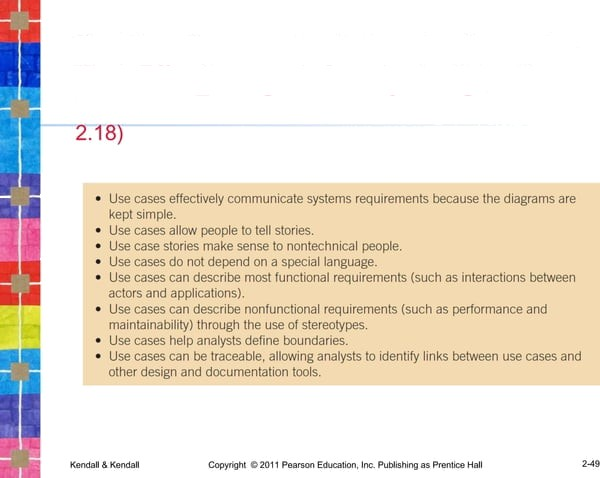 2.18)
• Use cases effectively communicate systems requirements because the diagrams are
kept simple.
• Use cases allow people to tell stories.
• Use case stories make sense to nontechnical people.
• Use cases do not depend on a special language.
• Use cases can describe most functional requirements (such as interactions between
actors and applications).
• Use cases can describe nonfunctional requirements (such as performance and
maintainability) through the use of stereotypes.
• Use cases help analysts define boundaries.
• Use cases can be traceable, allowing analysts to identify links between use cases and
other design and documentation tools.
Kendall & Kendall Copyright © 2011 Pearson Education, Inc. Publishing as Prentice Hall 2-49